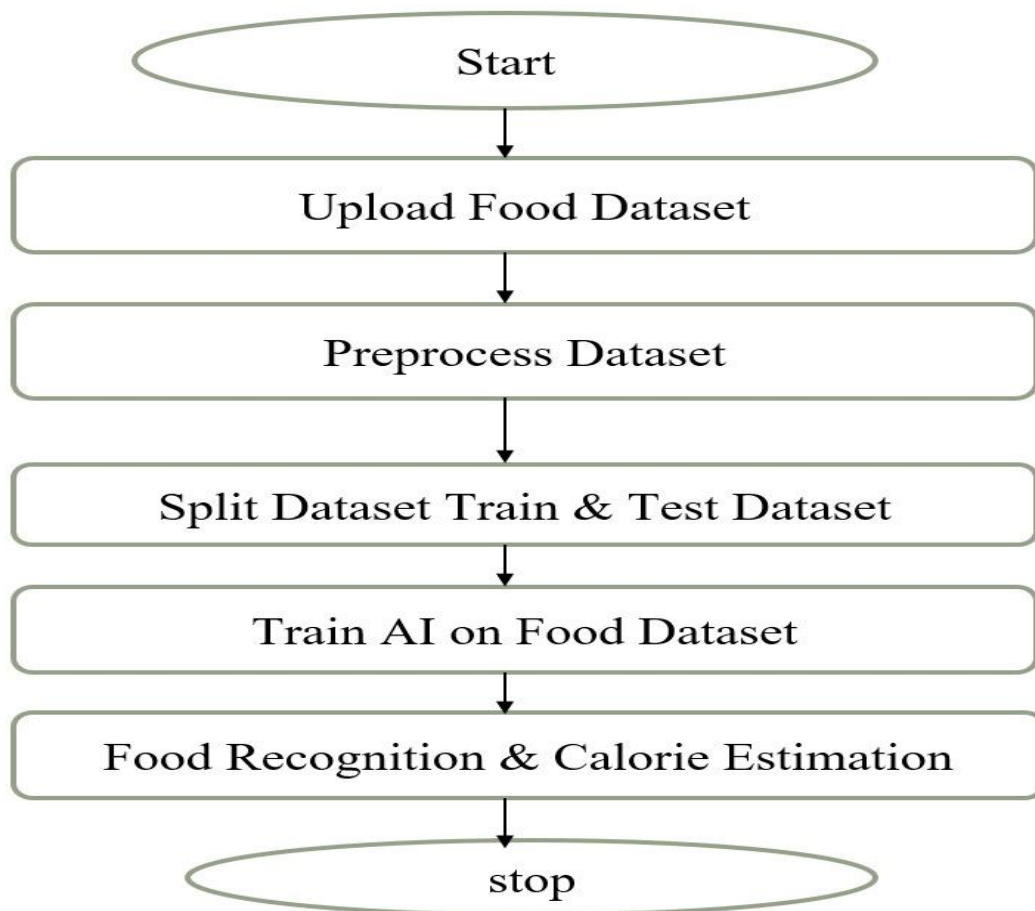 Start
Upload Food Dataset
Preprocess Dataset
Split Dataset Train & Test Dataset
Train AI on Food Dataset
Food Recognition & Calorie Estimation
stop